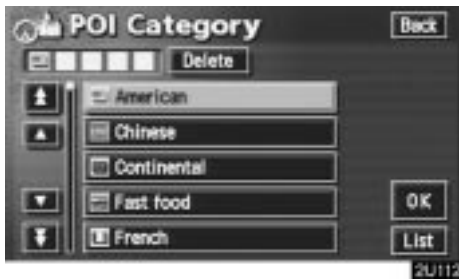 POI Category
Back
Delete
American
Chinese
Continental
Fast food
OK
French
List
2U112